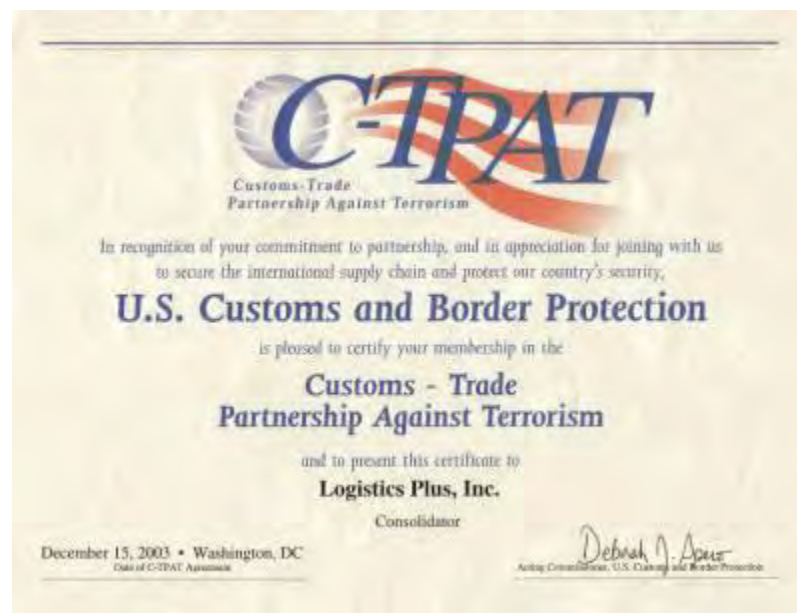 C-TPAT
Customs-Trade
Partnership Against Terrorism
In recognition of your commitment to partnership, and in appreciation for joining with us
to secure the international supply chain and protect our country's security,
U.S. Customs and Border Protection
is pleased to certify your membership in the
Customs - Trade
Partnership Against Terrorism
and to present this certificate to
Logistics Plus, Inc.
Consolidator
December 15, 2003 • Washington, DC
Date of C-TPAT Agreement
Deborah J. Spero
Acting Commissioner, U.S. Customs and Border Protection